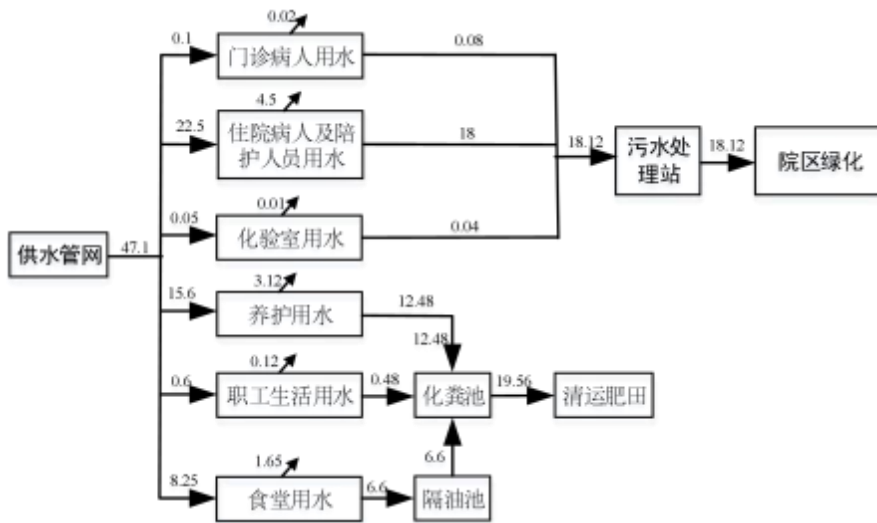 0.02
0.1
门诊病人用水
0.08
4.5
22.5
住院病人及陪
护人员用水
18
18.12
污水处
理站
18.12
院区绿化
0.01
0.05
化验室用水
0.04
供水管网
47.1
3.12
15.6
养护用水
12.48
12.48
0.12
0.6
职工生活用水
0.48
化粪池
19.56
清运肥田
1.65
8.25
食堂用水
6.6
隔油池
6.6